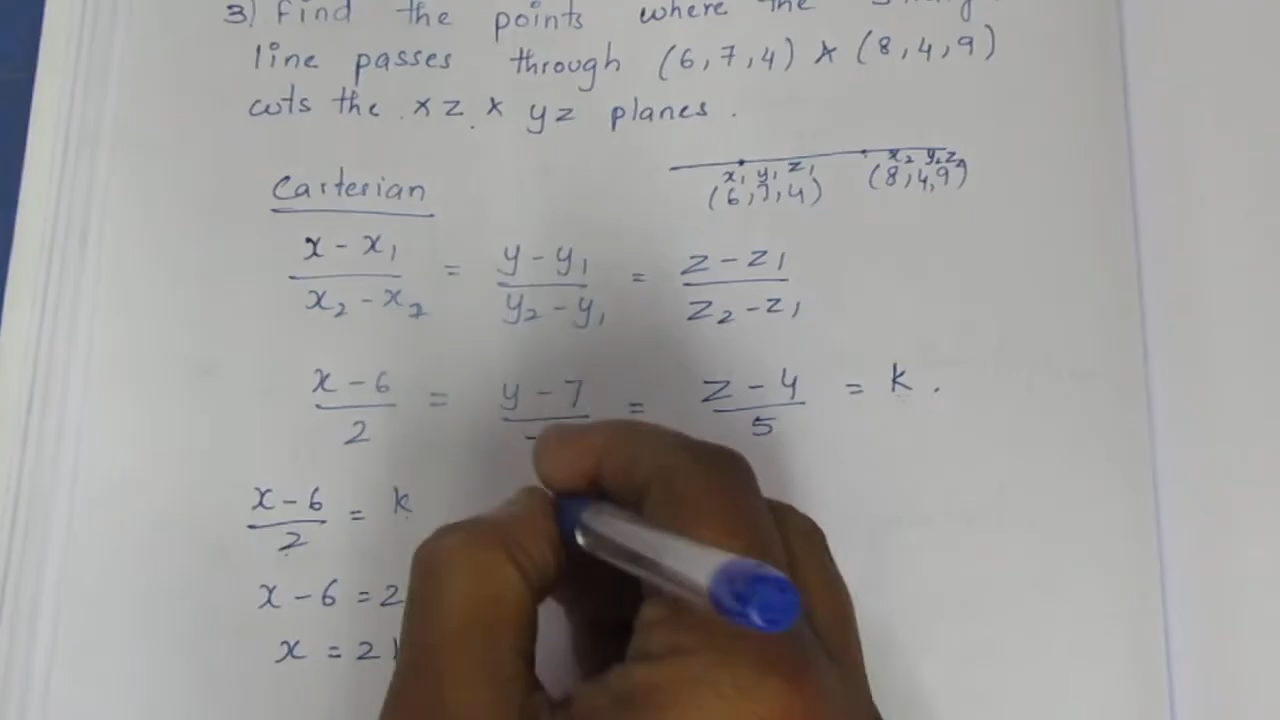 3) Find the points where the
line passes through (6,7,4) & (8,4,9)
cuts the xz & yz planes.
x₁ y₁ z₁ x₂ y₂ z₂
(6,7,4) (8,4,9)
Cartesian
x - x₁ / x₂ - x₂ = y - y₁ / y₂ - y₁ = z - z₁ / z₂ - z₁
x - 6 / 2 = y - 7 / - = z - 4 / 5 = k .
x - 6 / 2 = k
x - 6 = 2
x = 2